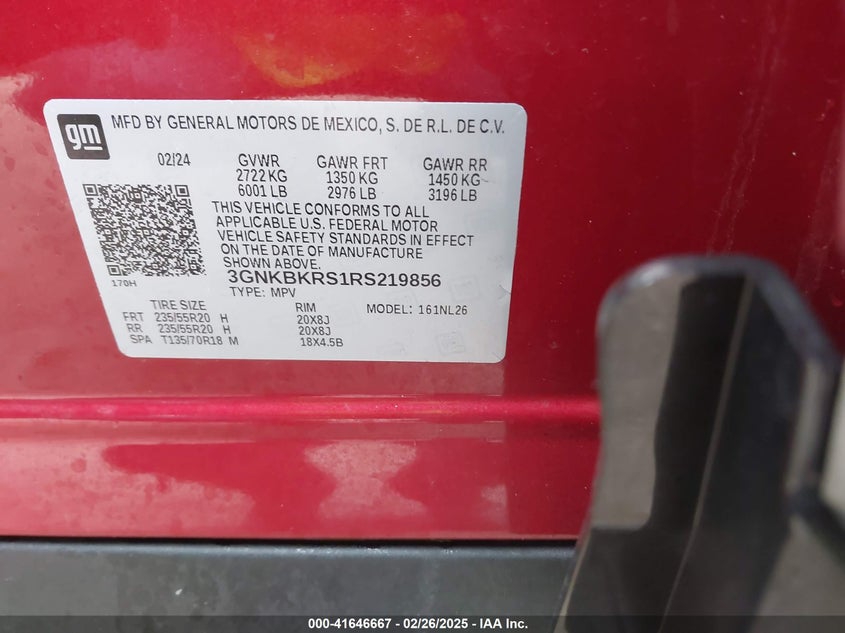 gm MFD BY GENERAL MOTORS DE MEXICO, S. DE R.L. DE C.V.
02/24 GVWR GAWR FRT GAWR RR
2722 KG 1350 KG 1450 KG
6001 LB 2976 LB 3196 LB
THIS VEHICLE CONFORMS TO ALL
APPLICABLE U.S. FEDERAL MOTOR
VEHICLE SAFETY STANDARDS IN EFFECT
ON THE DATE OF MANUFACTURE
SHOWN ABOVE.
170H 3GNKBKRS1RS219856
TYPE: MPV
TIRE SIZE RIM MODEL: 161NL26
FRT 235/55R20 H 20X8J
RR 235/55R20 H 20X8J
SPA T135/70R18 M 18X4.5B
000-41646667 / 02/26/2025 - IAA Inc.